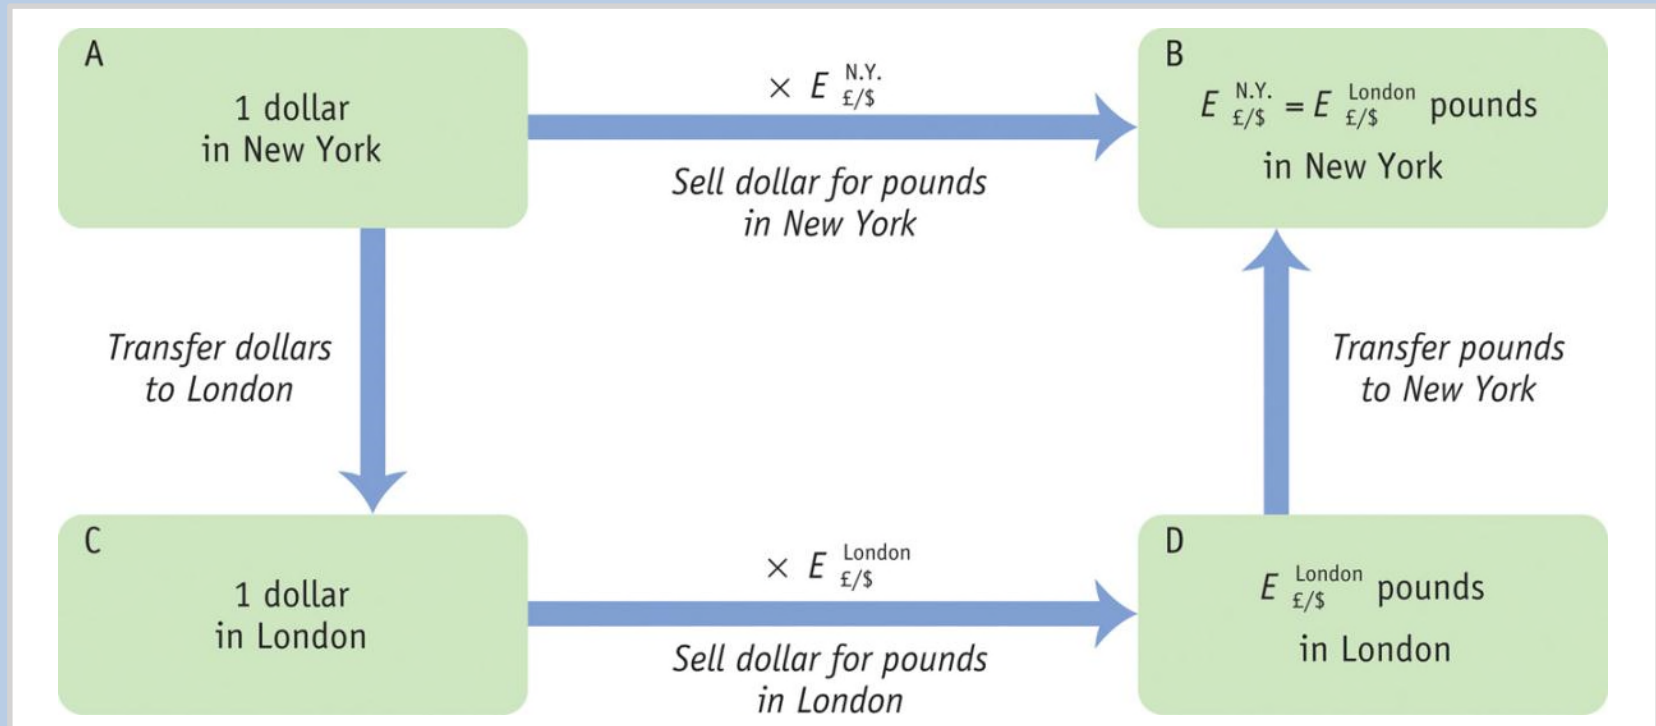 A
1 dollar
in New York
× E N.Y. £/$
Sell dollar for pounds
in New York
B
E N.Y. £/$ = E London £/$ pounds
in New York
Transfer dollars
to London
Transfer pounds
to New York
C
1 dollar
in London
× E London £/$
Sell dollar for pounds
in London
D
E London £/$ pounds
in London